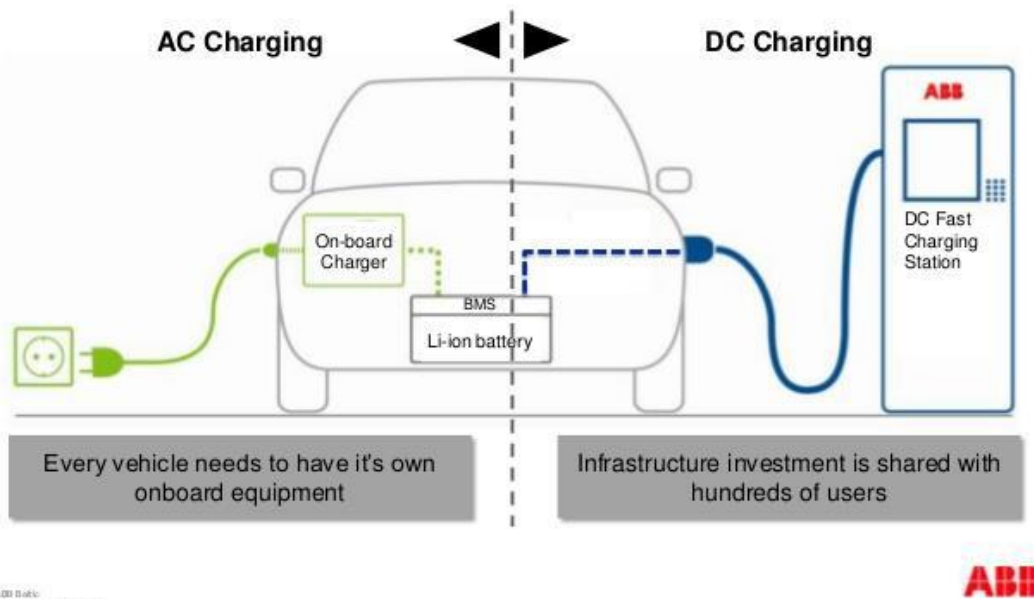 AC Charging
DC Charging
ABB
On-board
Charger
DC Fast
Charging
Station
BMS
Li-ion battery
Every vehicle needs to have it's own
onboard equipment
Infrastructure investment is shared with
hundreds of users
ABB